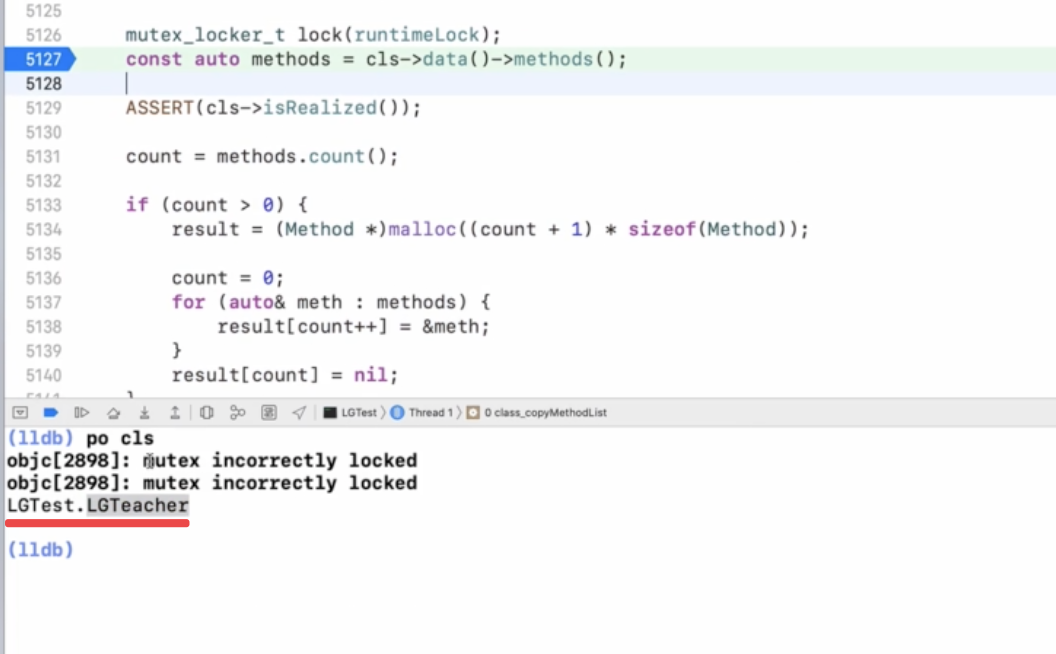 5125
5126 mutex_locker_t lock(runtimeLock);
5127 const auto methods = cls->data()->methods();
5128
5129 ASSERT(cls->isRealized());
5130
5131 count = methods.count();
5132
5133 if (count > 0) {
5134 result = (Method *)malloc((count + 1) * sizeof(Method));
5135
5136 count = 0;
5137 for (auto& meth : methods) {
5138 result[count++] = &meth;
5139 }
5140 result[count] = nil;
5141 }
LGTest 〉 Thread 1 〉 0 class_copyMethodList
(lldb) po cls
objc[2898]: mutex incorrectly locked
objc[2898]: mutex incorrectly locked
LGTest.LGTeacher
(lldb)